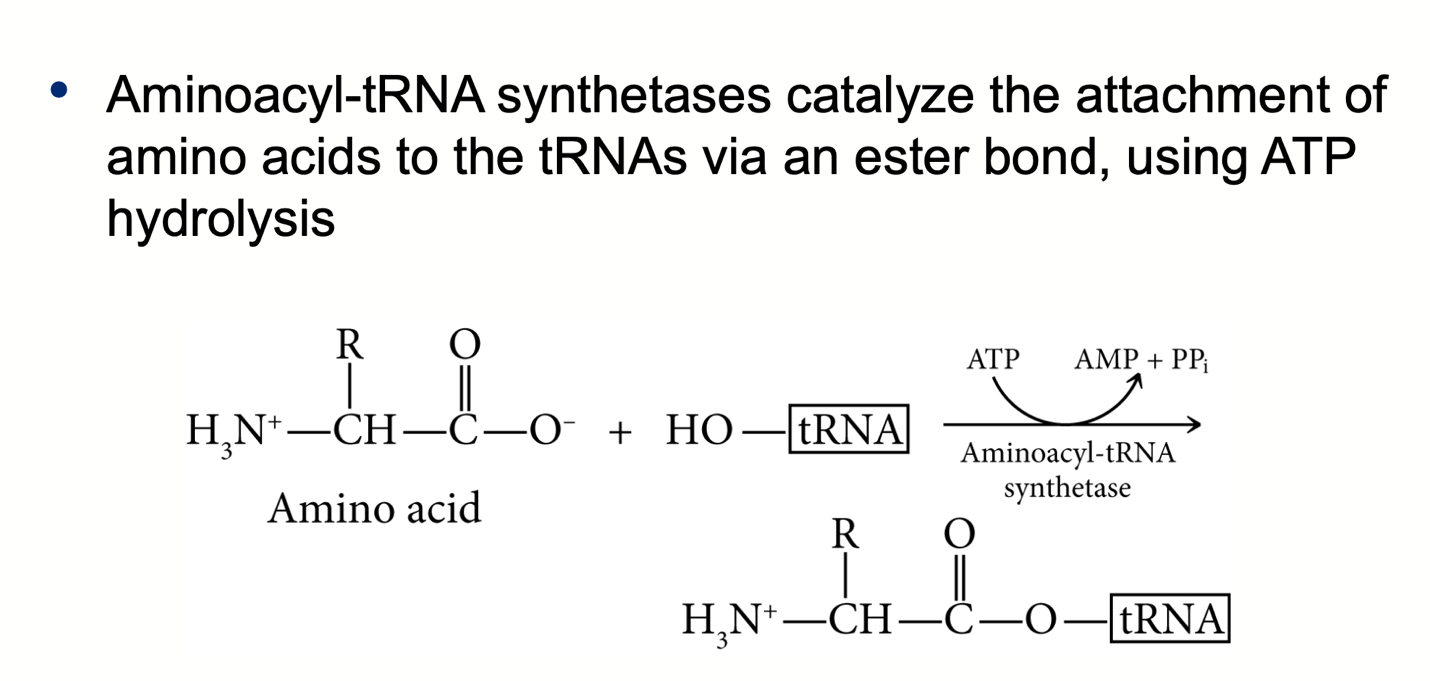 • Aminoacyl-tRNA synthetases catalyze the attachment of
amino acids to the tRNAs via an ester bond, using ATP
hydrolysis
R O
ATP AMP + PPᵢ
H₃N⁺—CH—C—O⁻ + HO—tRNA
Aminoacyl-tRNA
synthetase
Amino acid
R O
H₃N⁺—CH—C—O—tRNA